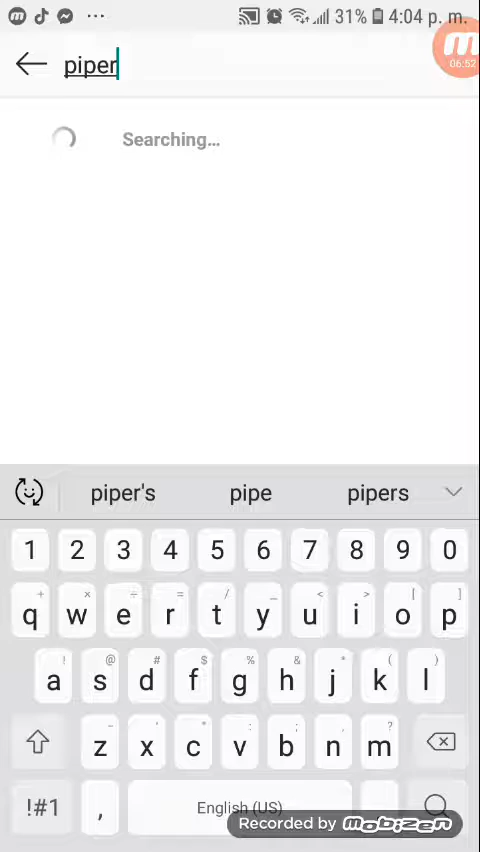 31% 4:04 p. m.
piper
06:52
Searching...
piper's pipe pipers
1 2 3 4 5 6 7 8 9 0
+ × ÷ = / _ < > [ ]
q w e r t y u i o p
! @ # $ % & * ( )
a s d f g h j k l
- ' " : ; , ?
z x c v b n m
!#1 , English (US)
Recorded by mobizen